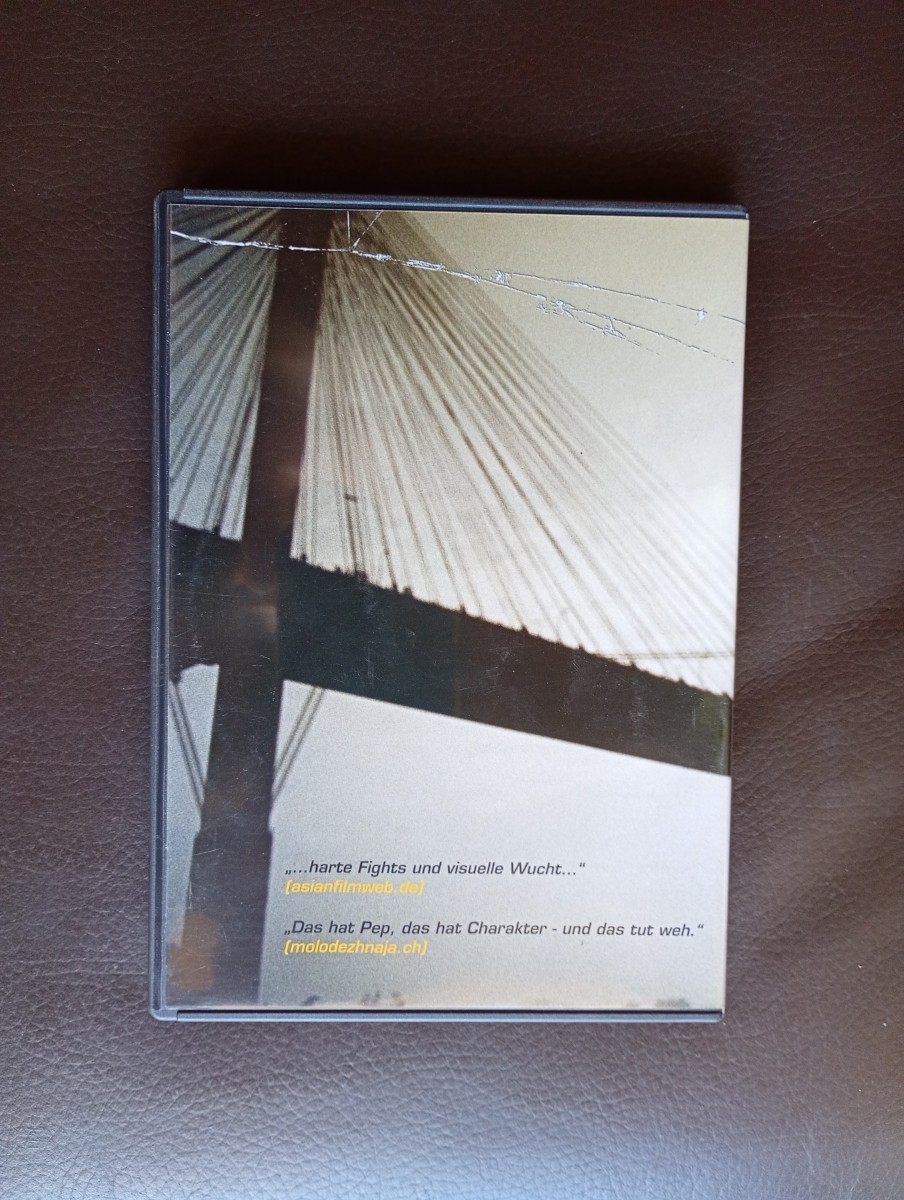 „...harte Fights und visuelle Wucht...“
(asianfilmweb.de)
„Das hat Pep, das hat Charakter - und das tut weh.“
(molodezhnaja.ch)